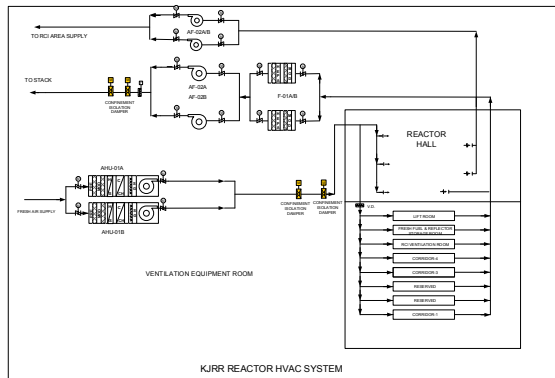 AF-02A/B
TO RCI AREA SUPPLY
TO STACK
CONFINEMENT
ISOLATION
DAMPER
AF-02A
AF-02B
F-01A/B
REACTOR
HALL
AHU-01A
AHU-01B
FRESH AIR SUPPLY
CONFINEMENT
ISOLATION
DAMPER
CONFINEMENT
ISOLATION
DAMPER
V.D.
LIFT ROOM
FRESH FUEL & REFLECTOR
STORAGE ROOM
RCI VENTILATION ROOM
CORRIDOR-4
CORRIDOR-3
RESERVED
RESERVED
CORRIDOR-1
VENTILATION EQUIPMENT ROOM
KJRR REACTOR HVAC SYSTEM